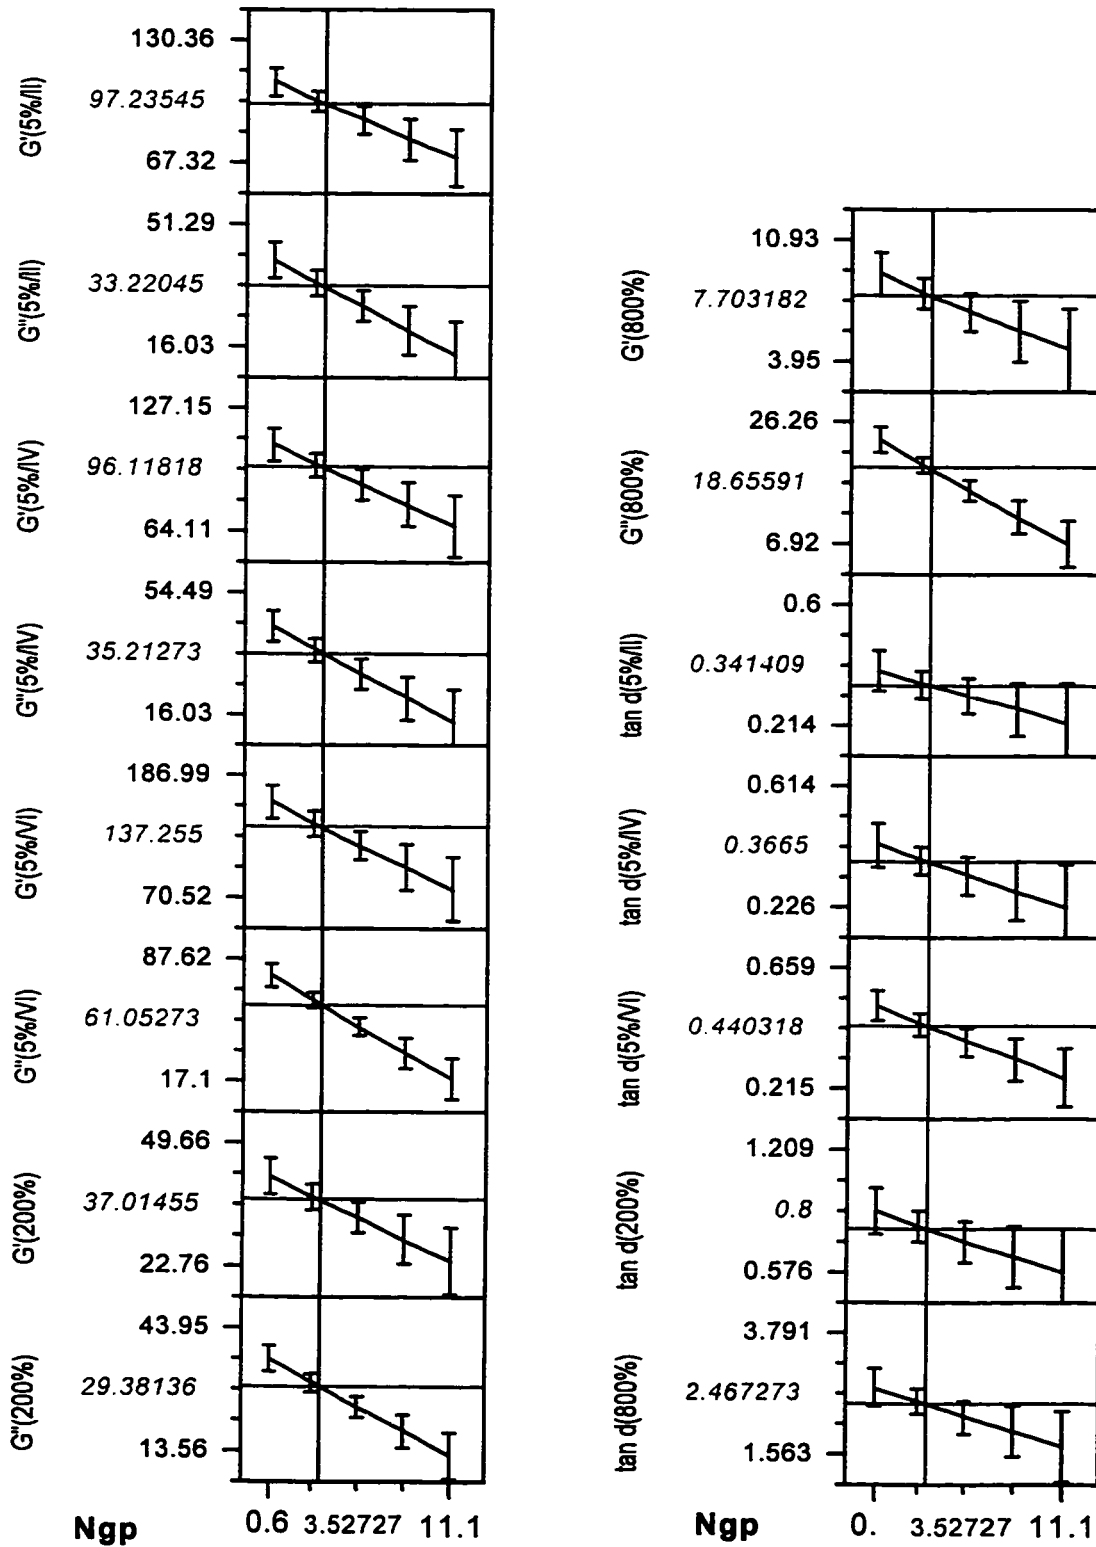 G'(5%/II)
130.36
97.23545
67.32
G"(5%/II)
51.29
33.22045
16.03
G'(5%/IV)
127.15
96.11818
64.11
G"(5%/IV)
54.49
35.21273
16.03
G'(5%/VI)
186.99
137.255
70.52
G"(5%/VI)
87.62
61.05273
17.1
G'(200%)
49.66
37.01455
22.76
G"(200%)
43.95
29.38136
13.56
Ngp
0.6 3.52727 11.1
G'(800%)
10.93
7.703182
3.95
G"(800%)
26.26
18.65591
6.92
tan d(5%/II)
0.6
0.341409
0.214
tan d(5%/IV)
0.614
0.3665
0.226
tan d(5%/VI)
0.659
0.440318
0.215
tan d(200%)
1.209
0.8
0.576
tan d(800%)
3.791
2.467273
1.563
Ngp
0. 3.52727 11.1